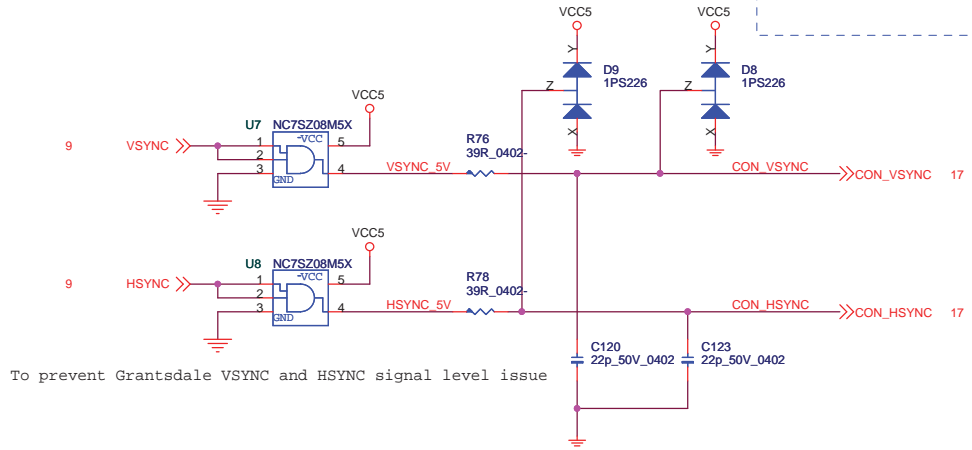 VCC5
VCC5
Y
Y
D9
1PS226
D8
1PS226
Z
Z
X
X
VCC5
U7
NC7SZ08M5X
9
VSYNC
1
2
3
-VCC
GND
5
4
VSYNC_5V
R76
39R_0402-
CON_VSYNC
CON_VSYNC
17
VCC5
U8
NC7SZ08M5X
9
HSYNC
1
2
3
-VCC
GND
5
4
HSYNC_5V
R78
39R_0402-
CON_HSYNC
CON_HSYNC
17
C120
22p_50V_0402
C123
22p_50V_0402
To prevent Grantsdale VSYNC and HSYNC signal level issue